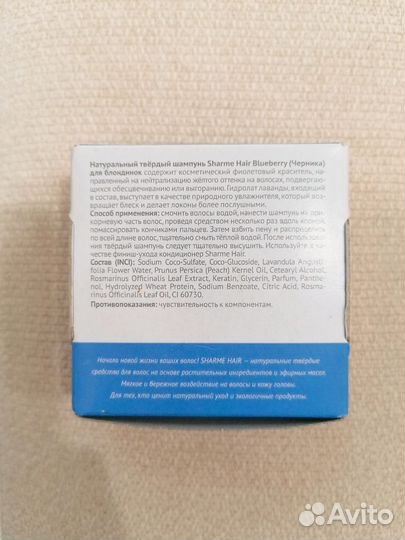 Натуральный твёрдый шампунь Sharme Hair Blueberry (Черника)
для блондинок содержит косметический фиолетовый краситель, на-
правленный на нейтрализацию жёлтого оттенка на волосах, подвергаю-
щихся обесцвечиванию или выгоранию. Гидролат лаванды, входящий
в состав, выступает в качестве природного увлажнителя, который воз-
вращает блеск и делает локоны более послушными.
Способ применения: смочить волосы водой, нанести шампунь на при-
корневую часть волос, проводя средством несколько раз вдоль корней,
помассировать кончиками пальцев. Затем взбить пену и распределить
по всей длине волос, тщательно смыть тёплой водой. После использова-
ния твёрдый шампунь следует тщательно высушить. Используйте в ка-
честве финиш-ухода кондиционер Sharme Hair.
Состав (INCI): Sodium Coco-Sulfate, Coco-Glucoside, Lavandula Angusti-
folia Flower Water, Prunus Persica (Peach) Kernel Oil, Cetearyl Alcohol,
Rosmarinus Officinalis Leaf Extract, Keratin, Glycerin, Parfum, Panthe-
nol, Hydrolyzed Wheat Protein, Sodium Benzoate, Citric Acid, Rosma-
rinus Officinalis Leaf Oil, CI 60730.
Противопоказания: чувствительность к компонентам.
Начало новой жизни ваших волос! SHARME HAIR — натуральные твёрдые
средства для волос на основе растительных ингредиентов и эфирных масел.
Мягкое и бережное воздействие на волосы и кожу головы.
Для тех, кто ценит натуральный уход и экологичные продукты.
Avito